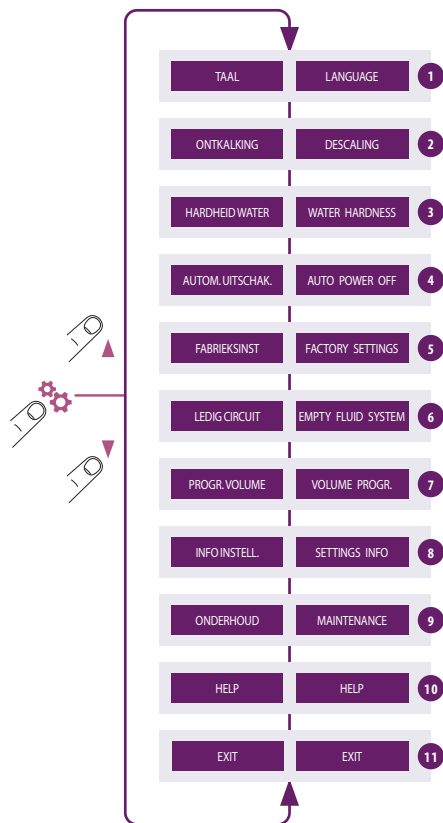 TAAL LANGUAGE 1
ONTKALKING DESCALING 2
HARDHEID WATER WATER HARDNESS 3
AUTOM. UITSCHAK. AUTO POWER OFF 4
FABRIEKSINST FACTORY SETTINGS 5
LEDIG CIRCUIT EMPTY FLUID SYSTEM 6
PROGR. VOLUME VOLUME PROGR. 7
INFO INSTELL. SETTINGS INFO 8
ONDERHOUD MAINTENANCE 9
HELP HELP 10
EXIT EXIT 11